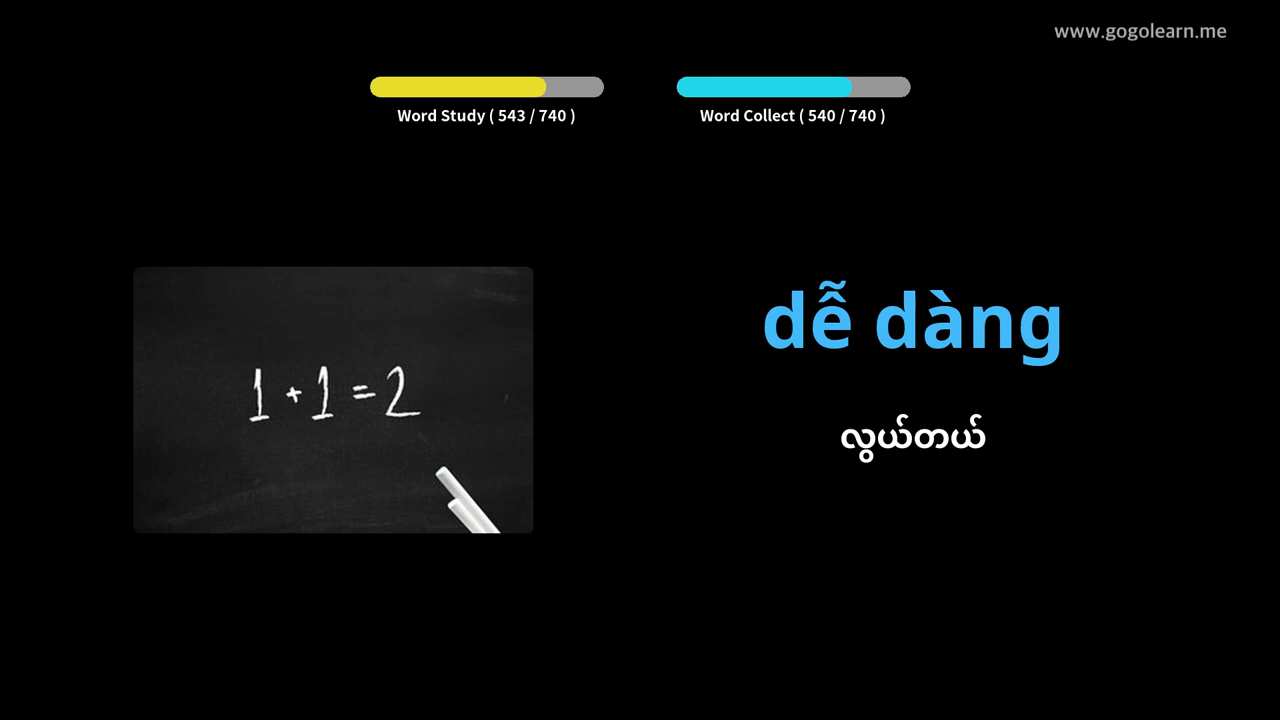 www.gogolearn.me
Word Study ( 543 / 740 )
Word Collect ( 540 / 740 )
1 + 1 = 2
dễ dàng
လွယ်တယ်